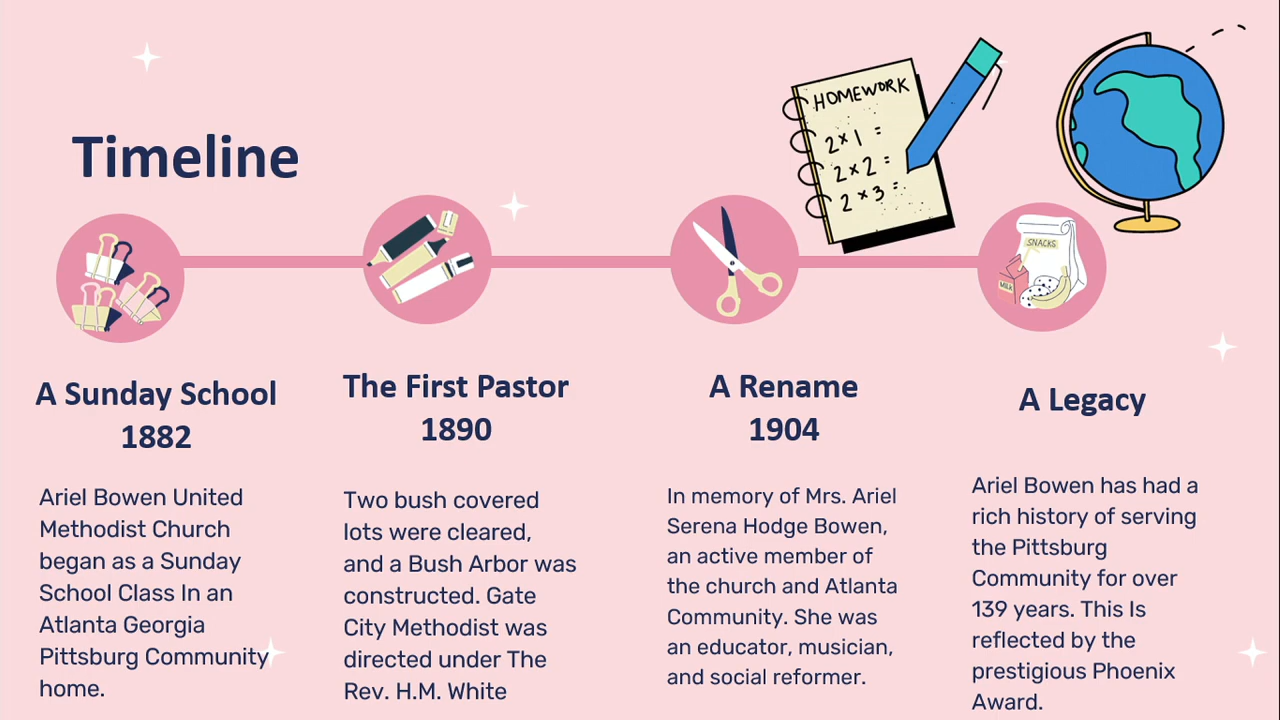 HOMEWORK
2×1 =
2×2 =
2×3 =
Timeline
SNACKS
MILK
A Sunday School
1882
Ariel Bowen United
Methodist Church
began as a Sunday
School Class In an
Atlanta Georgia
Pittsburg Community
home.
The First Pastor
1890
Two bush covered
lots were cleared,
and a Bush Arbor was
constructed. Gate
City Methodist was
directed under The
Rev. H.M. White
A Rename
1904
In memory of Mrs. Ariel
Serena Hodge Bowen,
an active member of
the church and Atlanta
Community. She was
an educator, musician,
and social reformer.
A Legacy
Ariel Bowen has had a
rich history of serving
the Pittsburg
Community for over
139 years. This Is
reflected by the
prestigious Phoenix
Award.